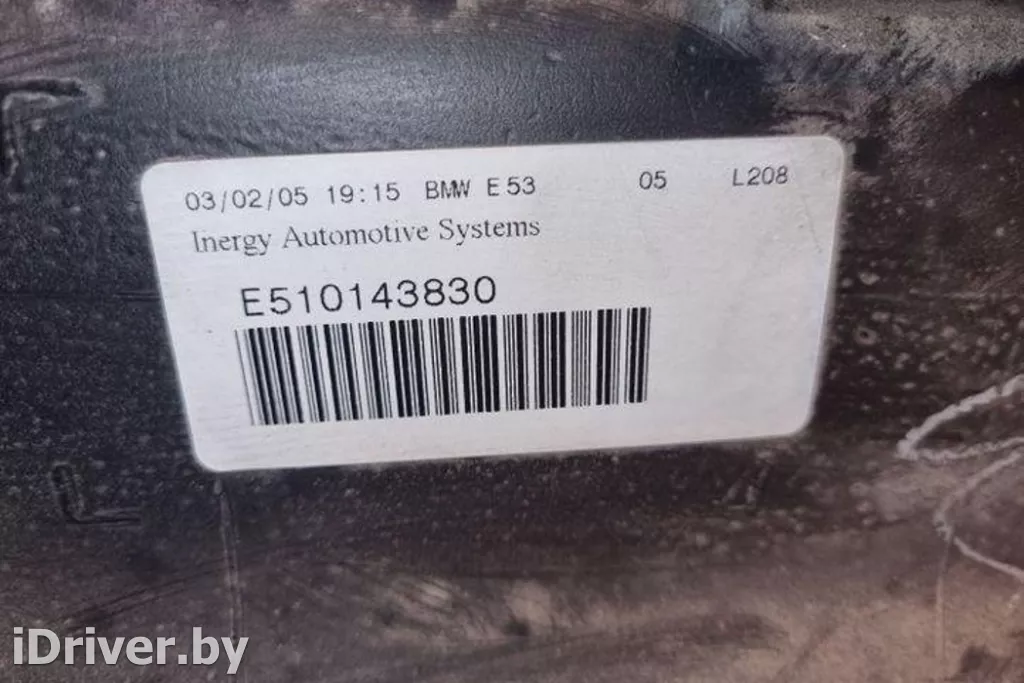 03/02/05 19:15 BMW E53 05 L208
Inergy Automotive Systems
E510143830
iDriver.by